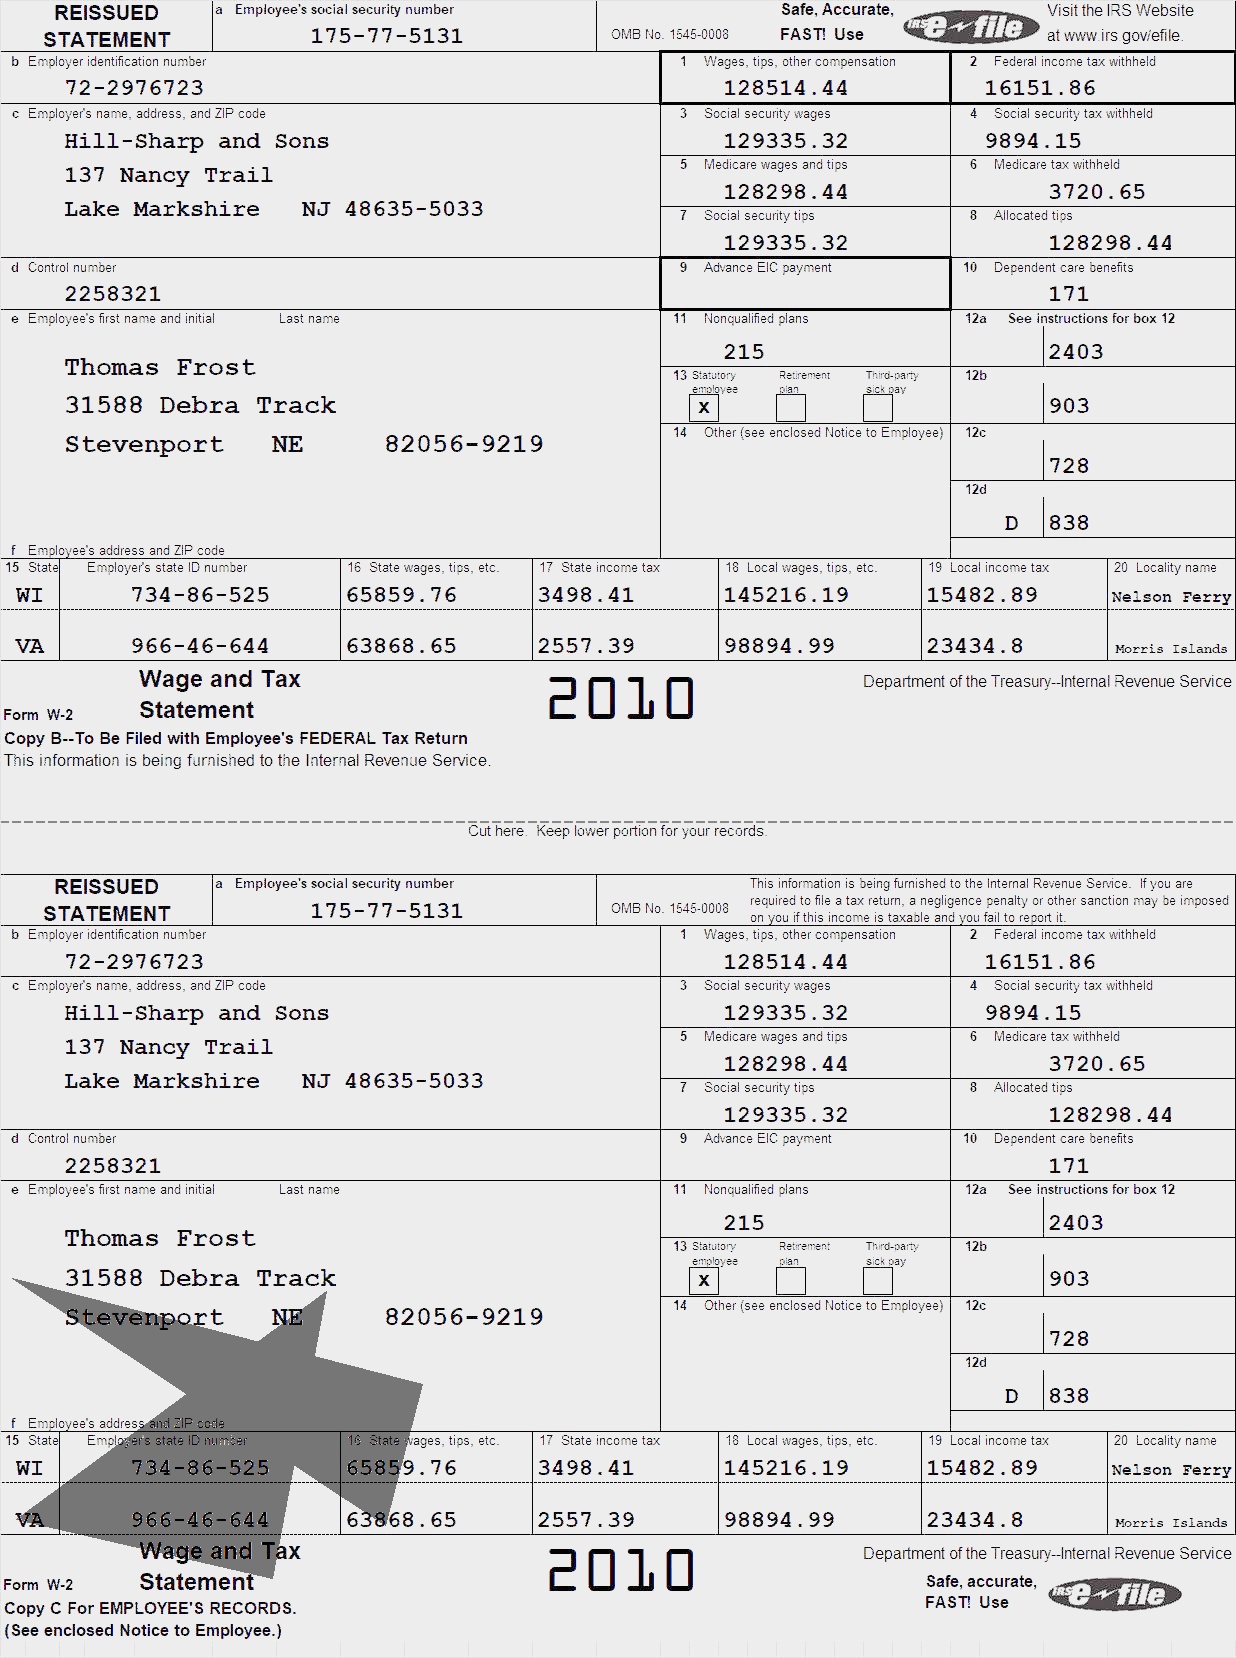 REISSUED
STATEMENT
a Employee's social security number
175-77-5131
OMB No. 1545-0008
Safe, Accurate,
FAST! Use
IRS e-file
Visit the IRS Website
at www.irs gov/efile.
b Employer identification number
72-2976723
1 Wages, tips, other compensation
128514.44
2 Federal income tax withheld
16151.86
c Employer's name, address, and ZIP code
Hill-Sharp and Sons
137 Nancy Trail
Lake Markshire NJ 48635-5033
3 Social security wages
129335.32
4 Social security tax withheld
9894.15
5 Medicare wages and tips
128298.44
6 Medicare tax withheld
3720.65
7 Social security tips
129335.32
8 Allocated tips
128298.44
d Control number
2258321
9 Advance EIC payment
10 Dependent care benefits
171
e Employee's first name and initial Last name
Thomas Frost
31588 Debra Track
Stevenport NE 82056-9219
f Employee's address and ZIP code
11 Nonqualified plans
215
12a See instructions for box 12
2403
13 Statutory employee Retirement plan Third-party sick pay
X
12b
903
14 Other (see enclosed Notice to Employee)
12c
728
12d
D 838
15 State Employer's state ID number 16 State wages, tips, etc. 17 State income tax 18 Local wages, tips, etc. 19 Local income tax 20 Locality name
WI 734-86-525 65859.76 3498.41 145216.19 15482.89 Nelson Ferry
VA 966-46-644 63868.65 2557.39 98894.99 23434.8 Morris Islands
Form W-2
Wage and Tax
Statement
2010
Department of the Treasury--Internal Revenue Service
Copy B--To Be Filed with Employee's FEDERAL Tax Return
This information is being furnished to the Internal Revenue Service.
Cut here. Keep lower portion for your records.
REISSUED
STATEMENT
a Employee's social security number
175-77-5131
OMB No. 1545-0008
This information is being furnished to the Internal Revenue Service. If you are
required to file a tax return, a negligence penalty or other sanction may be imposed
on you if this income is taxable and you fail to report it.
b Employer identification number
72-2976723
1 Wages, tips, other compensation
128514.44
2 Federal income tax withheld
16151.86
c Employer's name, address, and ZIP code
Hill-Sharp and Sons
137 Nancy Trail
Lake Markshire NJ 48635-5033
3 Social security wages
129335.32
4 Social security tax withheld
9894.15
5 Medicare wages and tips
128298.44
6 Medicare tax withheld
3720.65
7 Social security tips
129335.32
8 Allocated tips
128298.44
d Control number
2258321
9 Advance EIC payment
10 Dependent care benefits
171
e Employee's first name and initial Last name
Thomas Frost
31588 Debra Track
Stevenport NE 82056-9219
f Employee's address and ZIP code
11 Nonqualified plans
215
12a See instructions for box 12
2403
13 Statutory employee Retirement plan Third-party sick pay
X
12b
903
14 Other (see enclosed Notice to Employee)
12c
728
12d
D 838
15 State Employer's state ID number 16 State wages, tips, etc. 17 State income tax 18 Local wages, tips, etc. 19 Local income tax 20 Locality name
WI 734-86-525 65859.76 3498.41 145216.19 15482.89 Nelson Ferry
VA 966-46-644 63868.65 2557.39 98894.99 23434.8 Morris Islands
Form W-2
Wage and Tax
Statement
2010
Department of the Treasury--Internal Revenue Service
Safe, accurate,
FAST! Use
IRS e-file
Copy C For EMPLOYEE'S RECORDS.
(See enclosed Notice to Employee.)